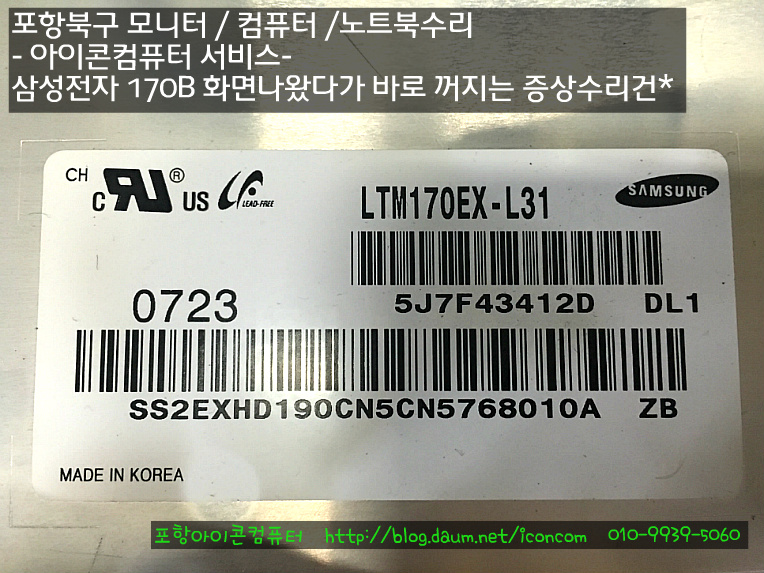 포항북구 모니터 / 컴퓨터 /노트북수리
- 아이콘컴퓨터 서비스-
삼성전자 170B 화면나왔다가 바로 꺼지는 증상수리건*
CH
C RU ® US LEAD-FREE
LTM170EX-L31
SAMSUNG
5J7F43412D DL1
0723
SS2EXHD190CN5CN5768010A ZB
MADE IN KOREA
포항아이콘컴퓨터 http://blog.daum.net/iconcom 010-9939-5060